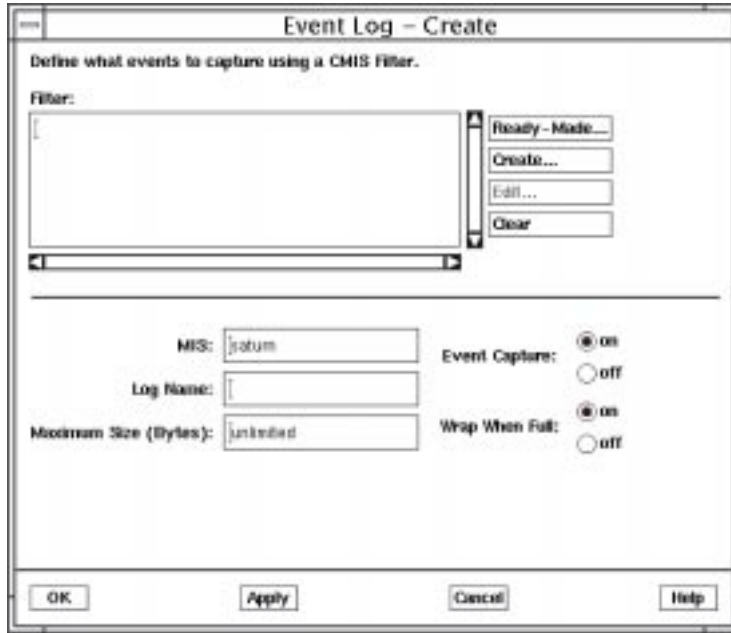 Event Log – Create
Define what events to capture using a CMIS Filter.
Filter:
Ready-Made...
Create...
Edit...
Clear
MIS: saturn
Log Name:
Maximum Size (Bytes): unlimited
Event Capture: on
off
Wrap When Full: on
off
OK Apply Cancel Help